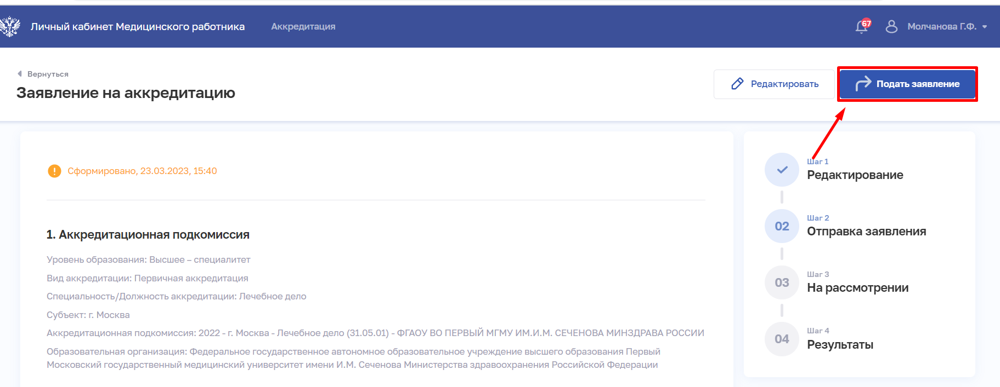 Личный кабинет Медицинского работника
Аккредитация
67
Молчанова Г.Ф.
Вернуться
Заявление на аккредитацию
Редактировать
Подать заявление
Сформировано, 23.03.2023, 15:40
1. Аккредитационная подкомиссия
Уровень образования: Высшее – специалитет
Вид аккредитации: Первичная аккредитация
Специальность/Должность аккредитации: Лечебное дело
Субъект: г. Москва
Аккредитационная подкомиссия: 2022 - г. Москва - Лечебное дело (31.05.01) - ФГАОУ ВО ПЕРВЫЙ МГМУ ИМ.И.М. СЕЧЕНОВА МИНЗДРАВА РОССИИ
Образовательная организация: Федеральное государственное автономное образовательное учреждение высшего образования Первый
Московский государственный медицинский университет имени И.М. Сеченова Министерства здравоохранения Российской Федерации
Шаг 1
Редактирование
02
Шаг 2
Отправка заявления
03
Шаг 3
На рассмотрении
04
Шаг 4
Результаты